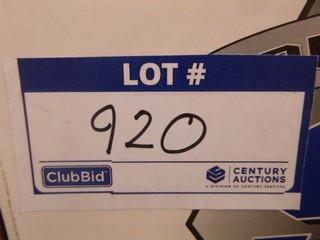 LOT #
920
ClubBid
CENTURY
AUCTIONS
A DIVISION OF CENTURY SERVICES